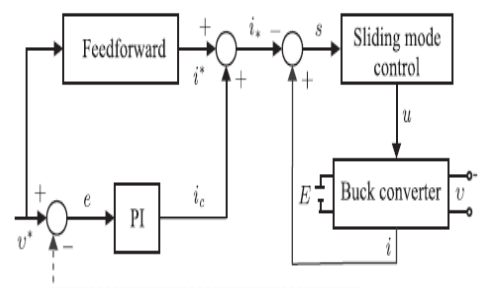 + i∗ − s
Feedforward
Sliding mode
control
i* + +
u
+ e PI i_c
E Buck converter v
v* −
i